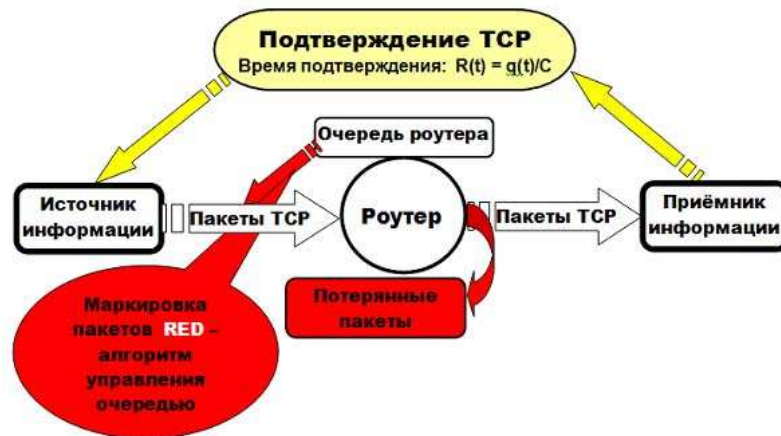 Подтверждение TCP
Время подтверждения: R(t) = q(t)/C
Очередь роутера
Источник
информации
Пакеты TCP
Роутер
Пакеты TCP
Приёмник
информации
Потерянные
пакеты
Маркировка
пакетов RED –
алгоритм
управления
очередью